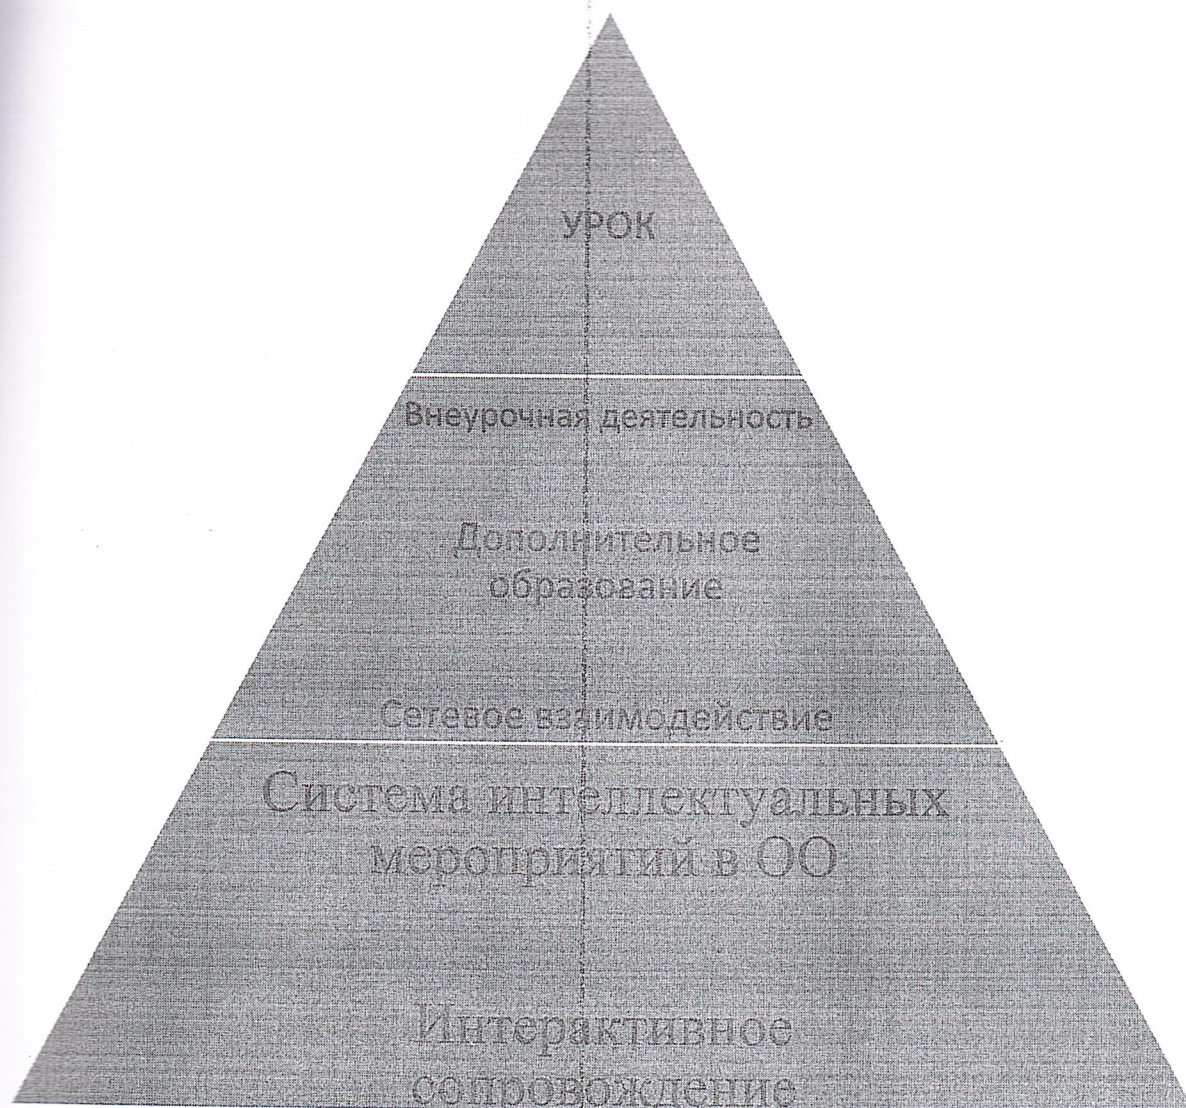 УРОК
Внеурочная деятельность
Дополнительное
образование
Сетевое взаимодействие
Система интеллектуальных
мероприятий в ОО
Интерактивное
сопровождение